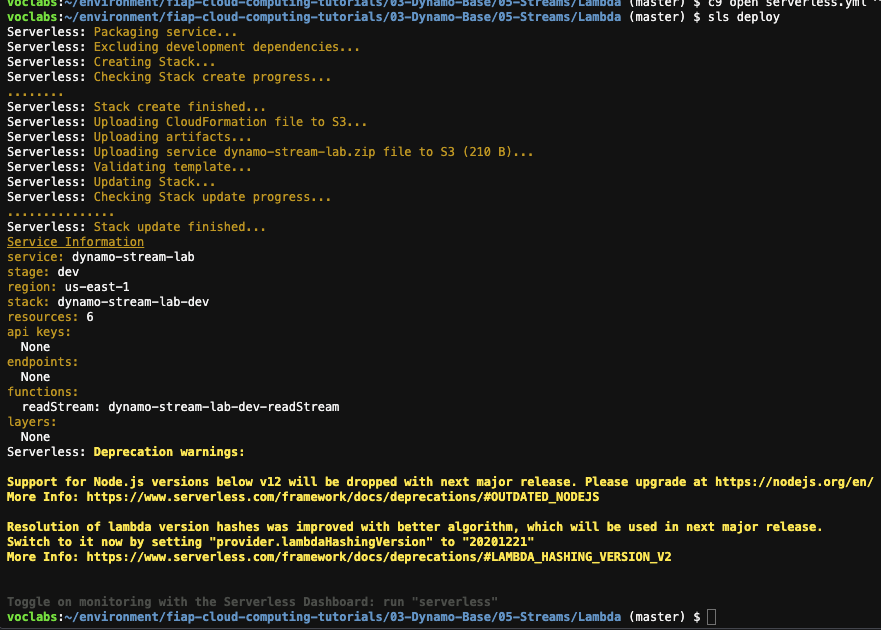 voclabs:~/environment/fiap-cloud-computing-tutorials/03-Dynamo-Base/05-Streams/Lambda (master) $ c9 open serverless.yml ^
voclabs:~/environment/fiap-cloud-computing-tutorials/03-Dynamo-Base/05-Streams/Lambda (master) $ sls deploy
Serverless: Packaging service...
Serverless: Excluding development dependencies...
Serverless: Creating Stack...
Serverless: Checking Stack create progress...
........
Serverless: Stack create finished...
Serverless: Uploading CloudFormation file to S3...
Serverless: Uploading artifacts...
Serverless: Uploading service dynamo-stream-lab.zip file to S3 (210 B)...
Serverless: Validating template...
Serverless: Updating Stack...
Serverless: Checking Stack update progress...
...............
Serverless: Stack update finished...
Service Information
service: dynamo-stream-lab
stage: dev
region: us-east-1
stack: dynamo-stream-lab-dev
resources: 6
api keys:
  None
endpoints:
  None
functions:
  readStream: dynamo-stream-lab-dev-readStream
layers:
  None
Serverless: Deprecation warnings:
Support for Node.js versions below v12 will be dropped with next major release. Please upgrade at https://nodejs.org/en/
More Info: https://www.serverless.com/framework/docs/deprecations/#OUTDATED_NODEJS
Resolution of lambda version hashes was improved with better algorithm, which will be used in next major release.
Switch to it now by setting "provider.lambdaHashingVersion" to "20201221"
More Info: https://www.serverless.com/framework/docs/deprecations/#LAMBDA_HASHING_VERSION_V2
Toggle on monitoring with the Serverless Dashboard: run "serverless"
voclabs:~/environment/fiap-cloud-computing-tutorials/03-Dynamo-Base/05-Streams/Lambda (master) $